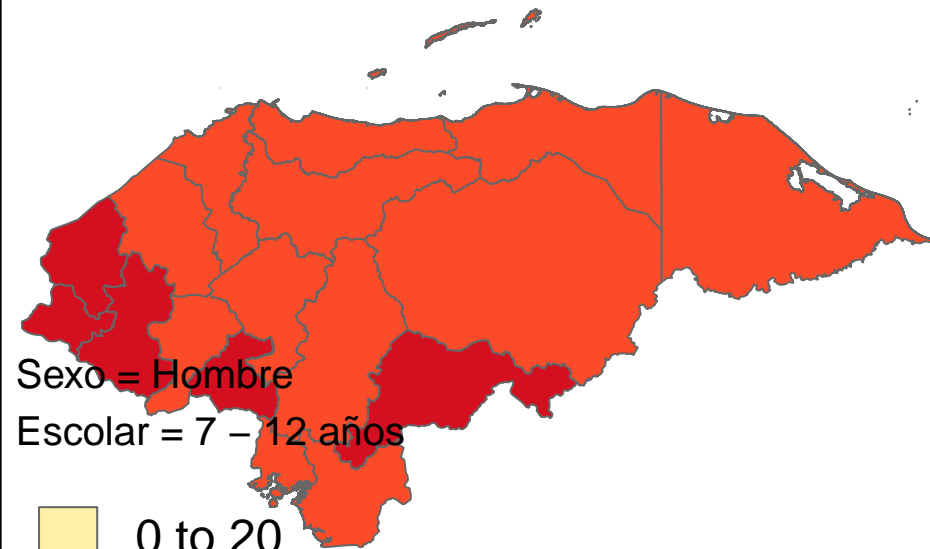 Sexo = Hombre
Escolar = 7 – 12 años
0 to 20